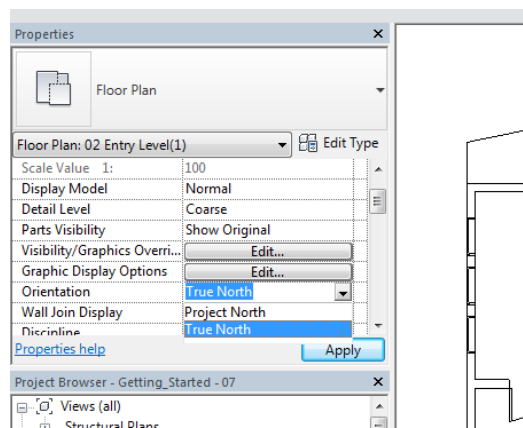 Properties
Floor Plan
Floor Plan: 02 Entry Level(1) Edit Type
Scale Value 1: 100
Display Model Normal
Detail Level Coarse
Parts Visibility Show Original
Visibility/Graphics Overri... Edit...
Graphic Display Options Edit...
Orientation True North
Wall Join Display Project North
Discipline True North
Properties help Apply
Project Browser - Getting_Started - 07
Views (all)
Structural Plans